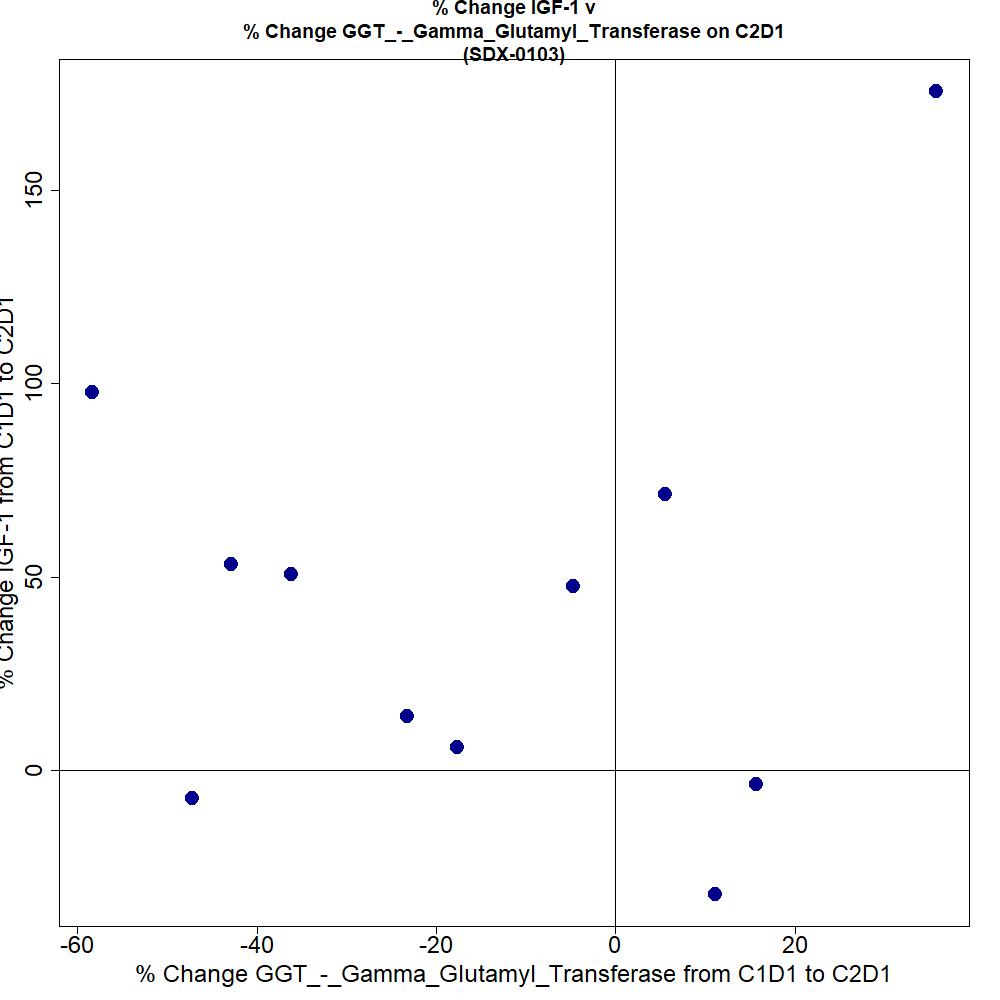 % Change IGF-1 v
% Change GGT_-_Gamma_Glutamyl_Transferase on C2D1
(SDX-0103)
% Change IGF-1 from C1D1 to C2D1
150
100
50
0
-60
-40
-20
0
20
% Change GGT_-_Gamma_Glutamyl_Transferase from C1D1 to C2D1